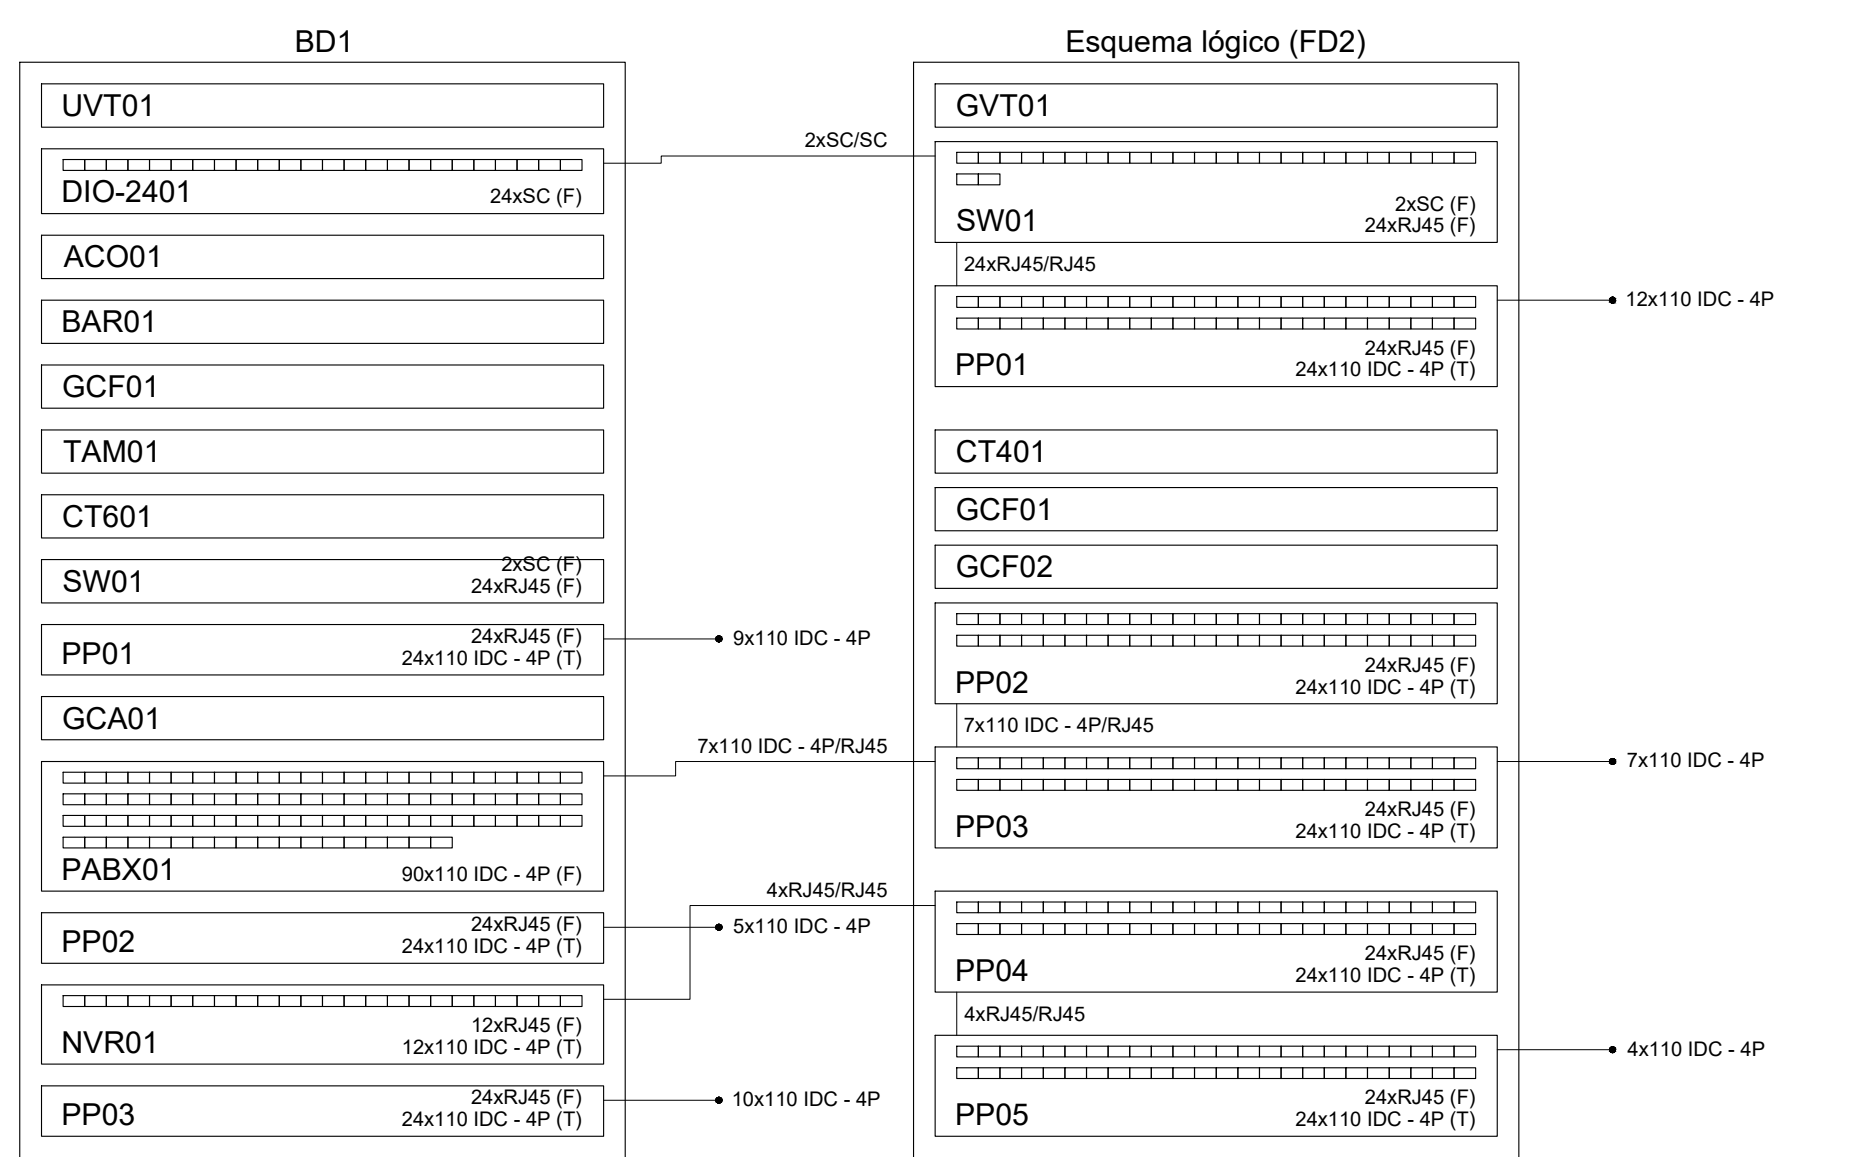 BD1
UVT01
DIO-2401
24xSC (F)
ACO01
BAR01
GCF01
TAM01
CT601
2xSC (F)
SW01
24xRJ45 (F)
24xRJ45 (F)
PP01
24x110 IDC - 4P (T)
9x110 IDC - 4P
GCA01
PABX01
90x110 IDC - 4P (F)
24xRJ45 (F)
PP02
24x110 IDC - 4P (T)
5x110 IDC - 4P
12xRJ45 (F)
NVR01
12x110 IDC - 4P (T)
24xRJ45 (F)
PP03
24x110 IDC - 4P (T)
10x110 IDC - 4P
2xSC/SC
7x110 IDC - 4P/RJ45
4xRJ45/RJ45
Esquema lógico (FD2)
GVT01
2xSC (F)
SW01
24xRJ45 (F)
24xRJ45/RJ45
12x110 IDC - 4P
24xRJ45 (F)
PP01
24x110 IDC - 4P (T)
CT401
GCF01
GCF02
24xRJ45 (F)
PP02
24x110 IDC - 4P (T)
7x110 IDC - 4P/RJ45
7x110 IDC - 4P
24xRJ45 (F)
PP03
24x110 IDC - 4P (T)
24xRJ45 (F)
PP04
24x110 IDC - 4P (T)
4xRJ45/RJ45
4x110 IDC - 4P
24xRJ45 (F)
PP05
24x110 IDC - 4P (T)